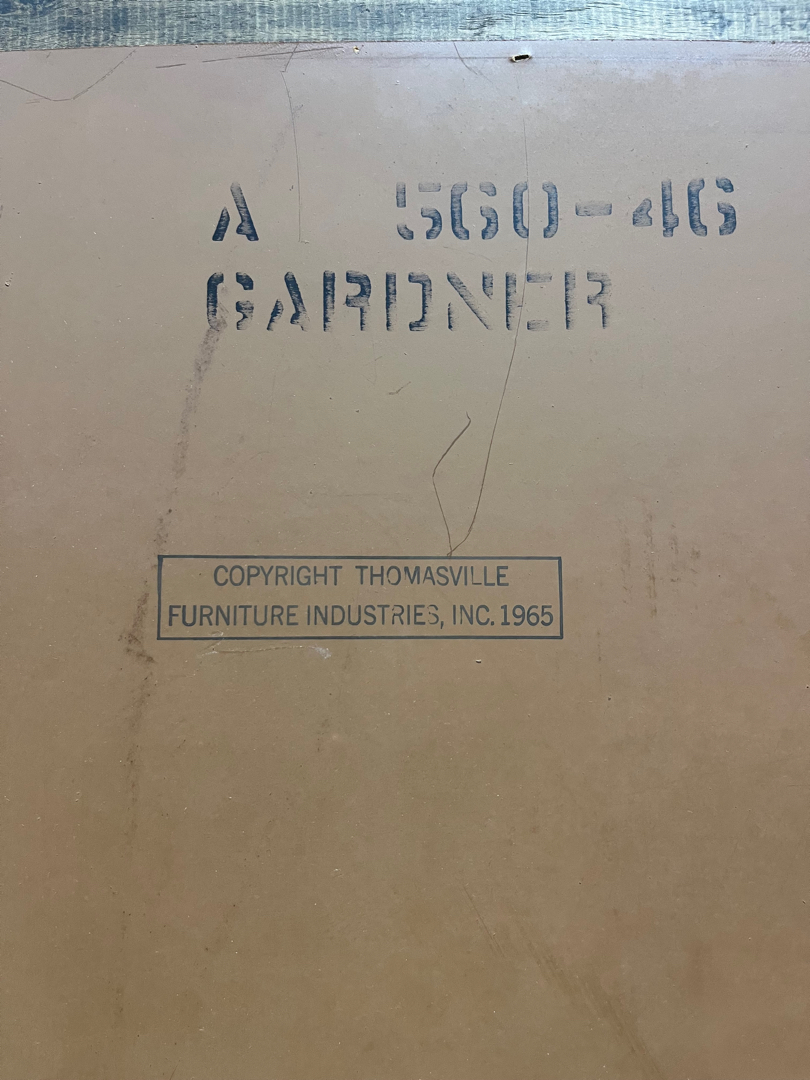 A 560-46
GARDNER
COPYRIGHT THOMASVILLE
FURNITURE INDUSTRIES, INC. 1965